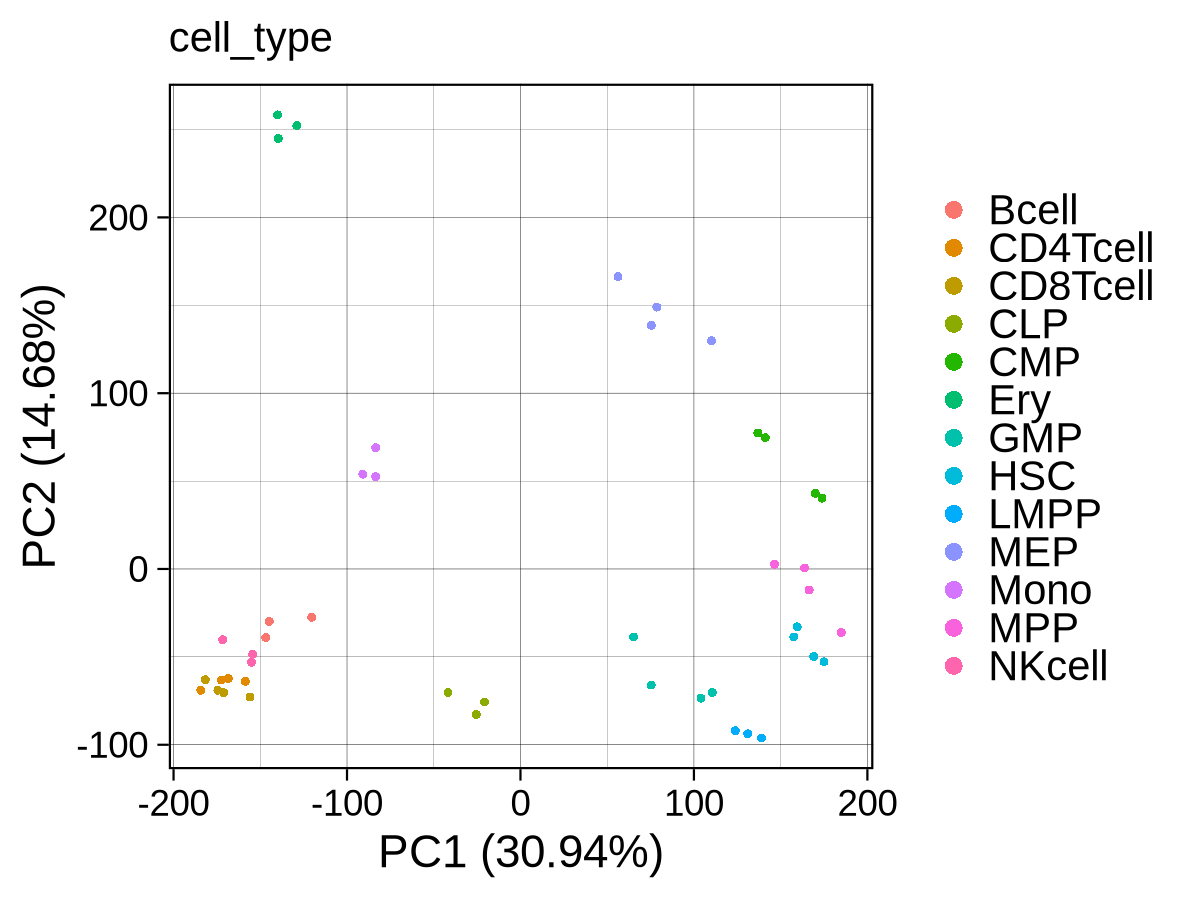 cell_type
PC2 (14.68%)
200
100
0
-100
-200
-100
0
100
200
PC1 (30.94%)
Bcell
CD4Tcell
CD8Tcell
CLP
CMP
Ery
GMP
HSC
LMPP
MEP
Mono
MPP
NKcell